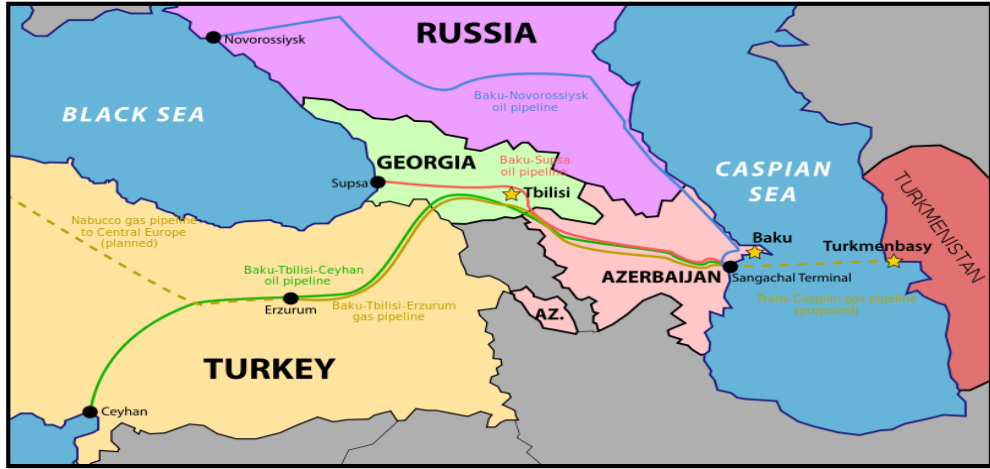 RUSSIA
Novorossiysk
Baku-Novorossiysk
oil pipeline
BLACK SEA
GEORGIA
Baku-Supsa
oil pipeline
CASPIAN
SEA
TURKMENISTAN
Supsa
Tbilisi
Nabucco gas pipeline
to Central Europe
(planned)
Baku
Turkmenbasy
Baku-Tbilisi-Ceyhan
oil pipeline
AZERBAIJAN
Sangachal Terminal
Trans-Caspian gas pipeline
(proposed)
Erzurum
Baku-Tbilisi-Erzurum
gas pipeline
AZ.
TURKEY
Ceyhan